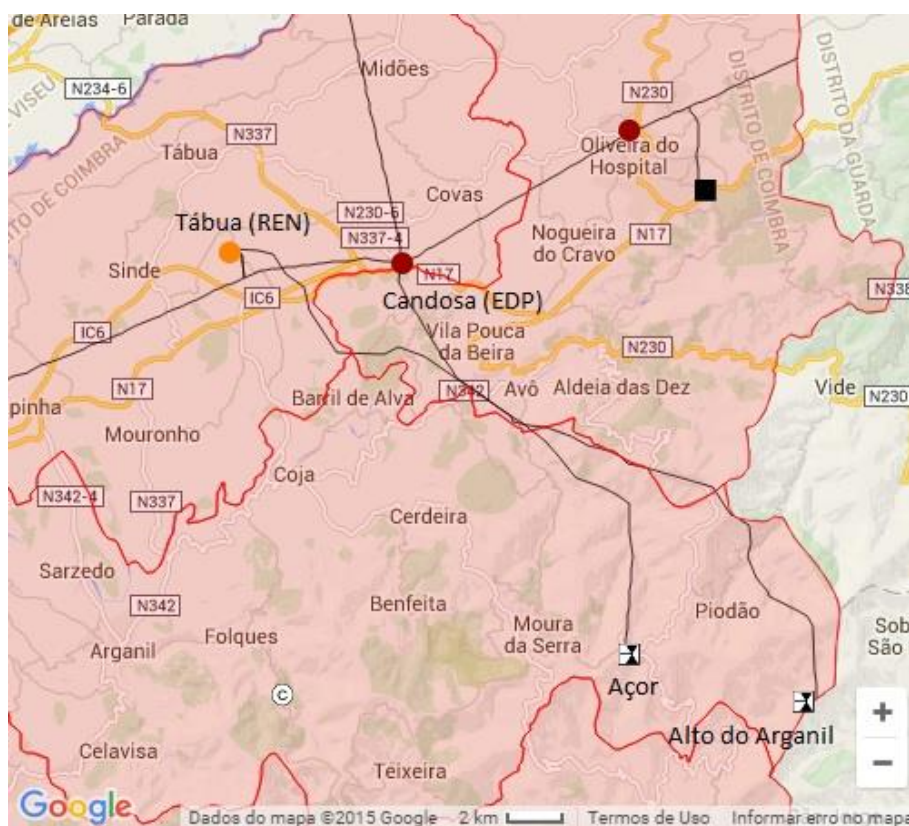 de Areias
Parada
N234-6
VISEU
Midões
N230
N337
Tábua
Oliveira do
Hospital
DISTRITO DE COIMBRA
DISTRITO DA GUARDA
DE COIMBRA
Covas
N230-6
N337-4
Tábua (REN)
Nogueira
do Cravo
N17
Sinde
N17
IC6
Candosa (EDP)
N338
IC6
Vila Pouca
da Beira
N230
N17
N342
Avô
Aldeia das Dez
Vide
N230
pinha
Barril de Alva
Mouronho
Coja
N342-4
N337
Cerdeira
Sarzedo
N342
Benfeita
Piodão
Folques
Moura
da Serra
Sob
São
Arganil
C
Açor
+
Alto do Arganil
−
Celavisa
Teixeira
Google
Dados do mapa ©2015 Google
2 km
Termos de Uso
Informar erro no mapa